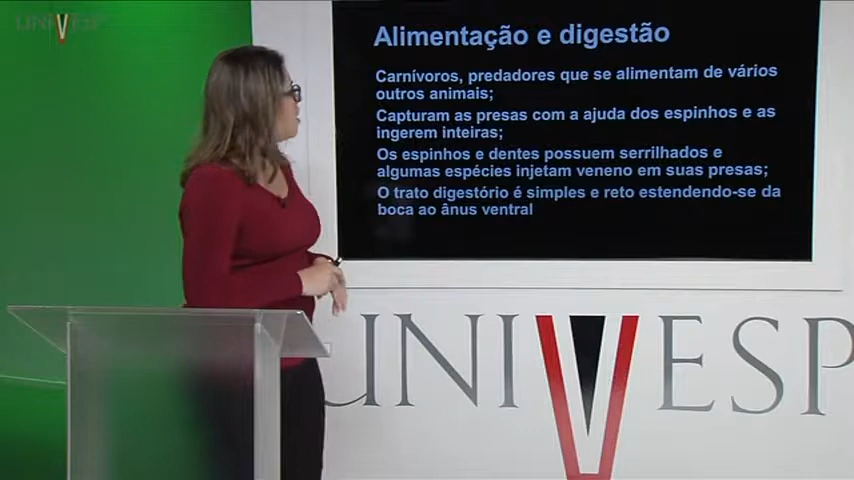 UNIVESP
Alimentação e digestão
Carnívoros, predadores que se alimentam de vários
outros animais;
Capturam as presas com a ajuda dos espinhos e as
ingerem inteiras;
Os espinhos e dentes possuem serrilhados e
algumas espécies injetam veneno em suas presas;
O trato digestório é simples e reto estendendo-se da
boca ao ânus ventral
UNIVESP